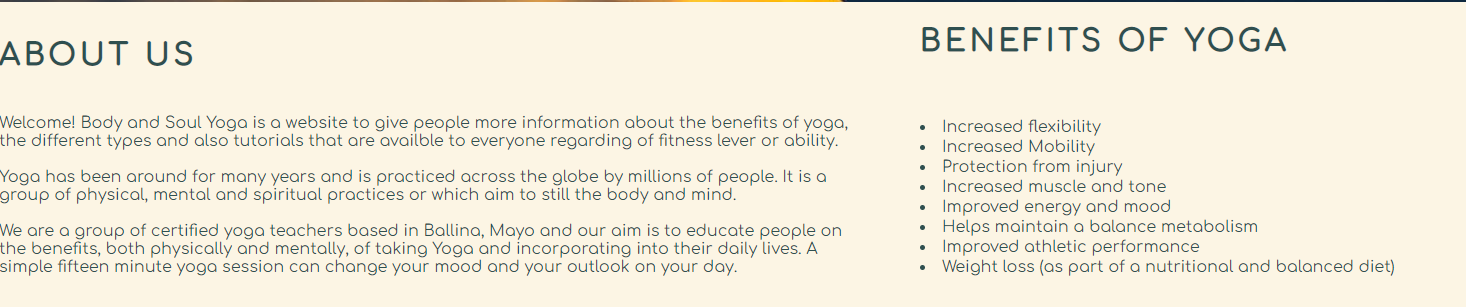 ABOUT US
Welcome! Body and Soul Yoga is a website to give people more information about the benefits of yoga,
the different types and also tutorials that are availble to everyone regarding of fitness lever or ability.
Yoga has been around for many years and is practiced across the globe by millions of people. It is a
group of physical, mental and spiritual practices or which aim to still the body and mind.
We are a group of certified yoga teachers based in Ballina, Mayo and our aim is to educate people on
the benefits, both physically and mentally, of taking Yoga and incorporating into their daily lives. A
simple fifteen minute yoga session can change your mood and your outlook on your day.
BENEFITS OF YOGA
• Increased flexibility
• Increased Mobility
• Protection from injury
• Increased muscle and tone
• Improved energy and mood
• Helps maintain a balance metabolism
• Improved athletic performance
• Weight loss (as part of a nutritional and balanced diet)